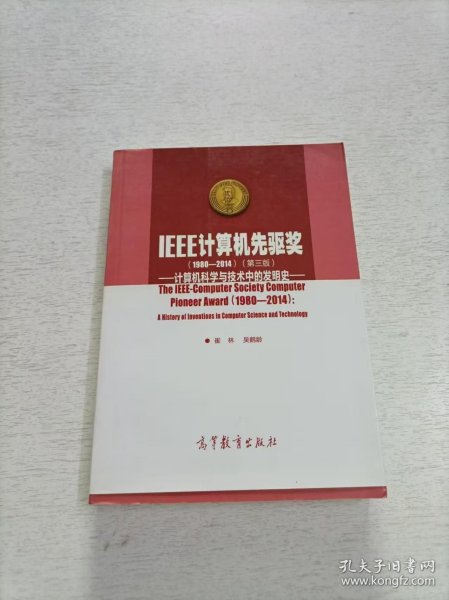 IEEE计算机先驱奖
(1980—2014)(第三版)
——计算机科学与技术中的发明史——
The IEEE-Computer Society Computer
Pioneer Award (1980—2014):
A History of Inventions in Computer Science and Technology
● 崔 林 吴鹤龄
高等教育出版社
孔夫子旧书网
www.kongfz.com